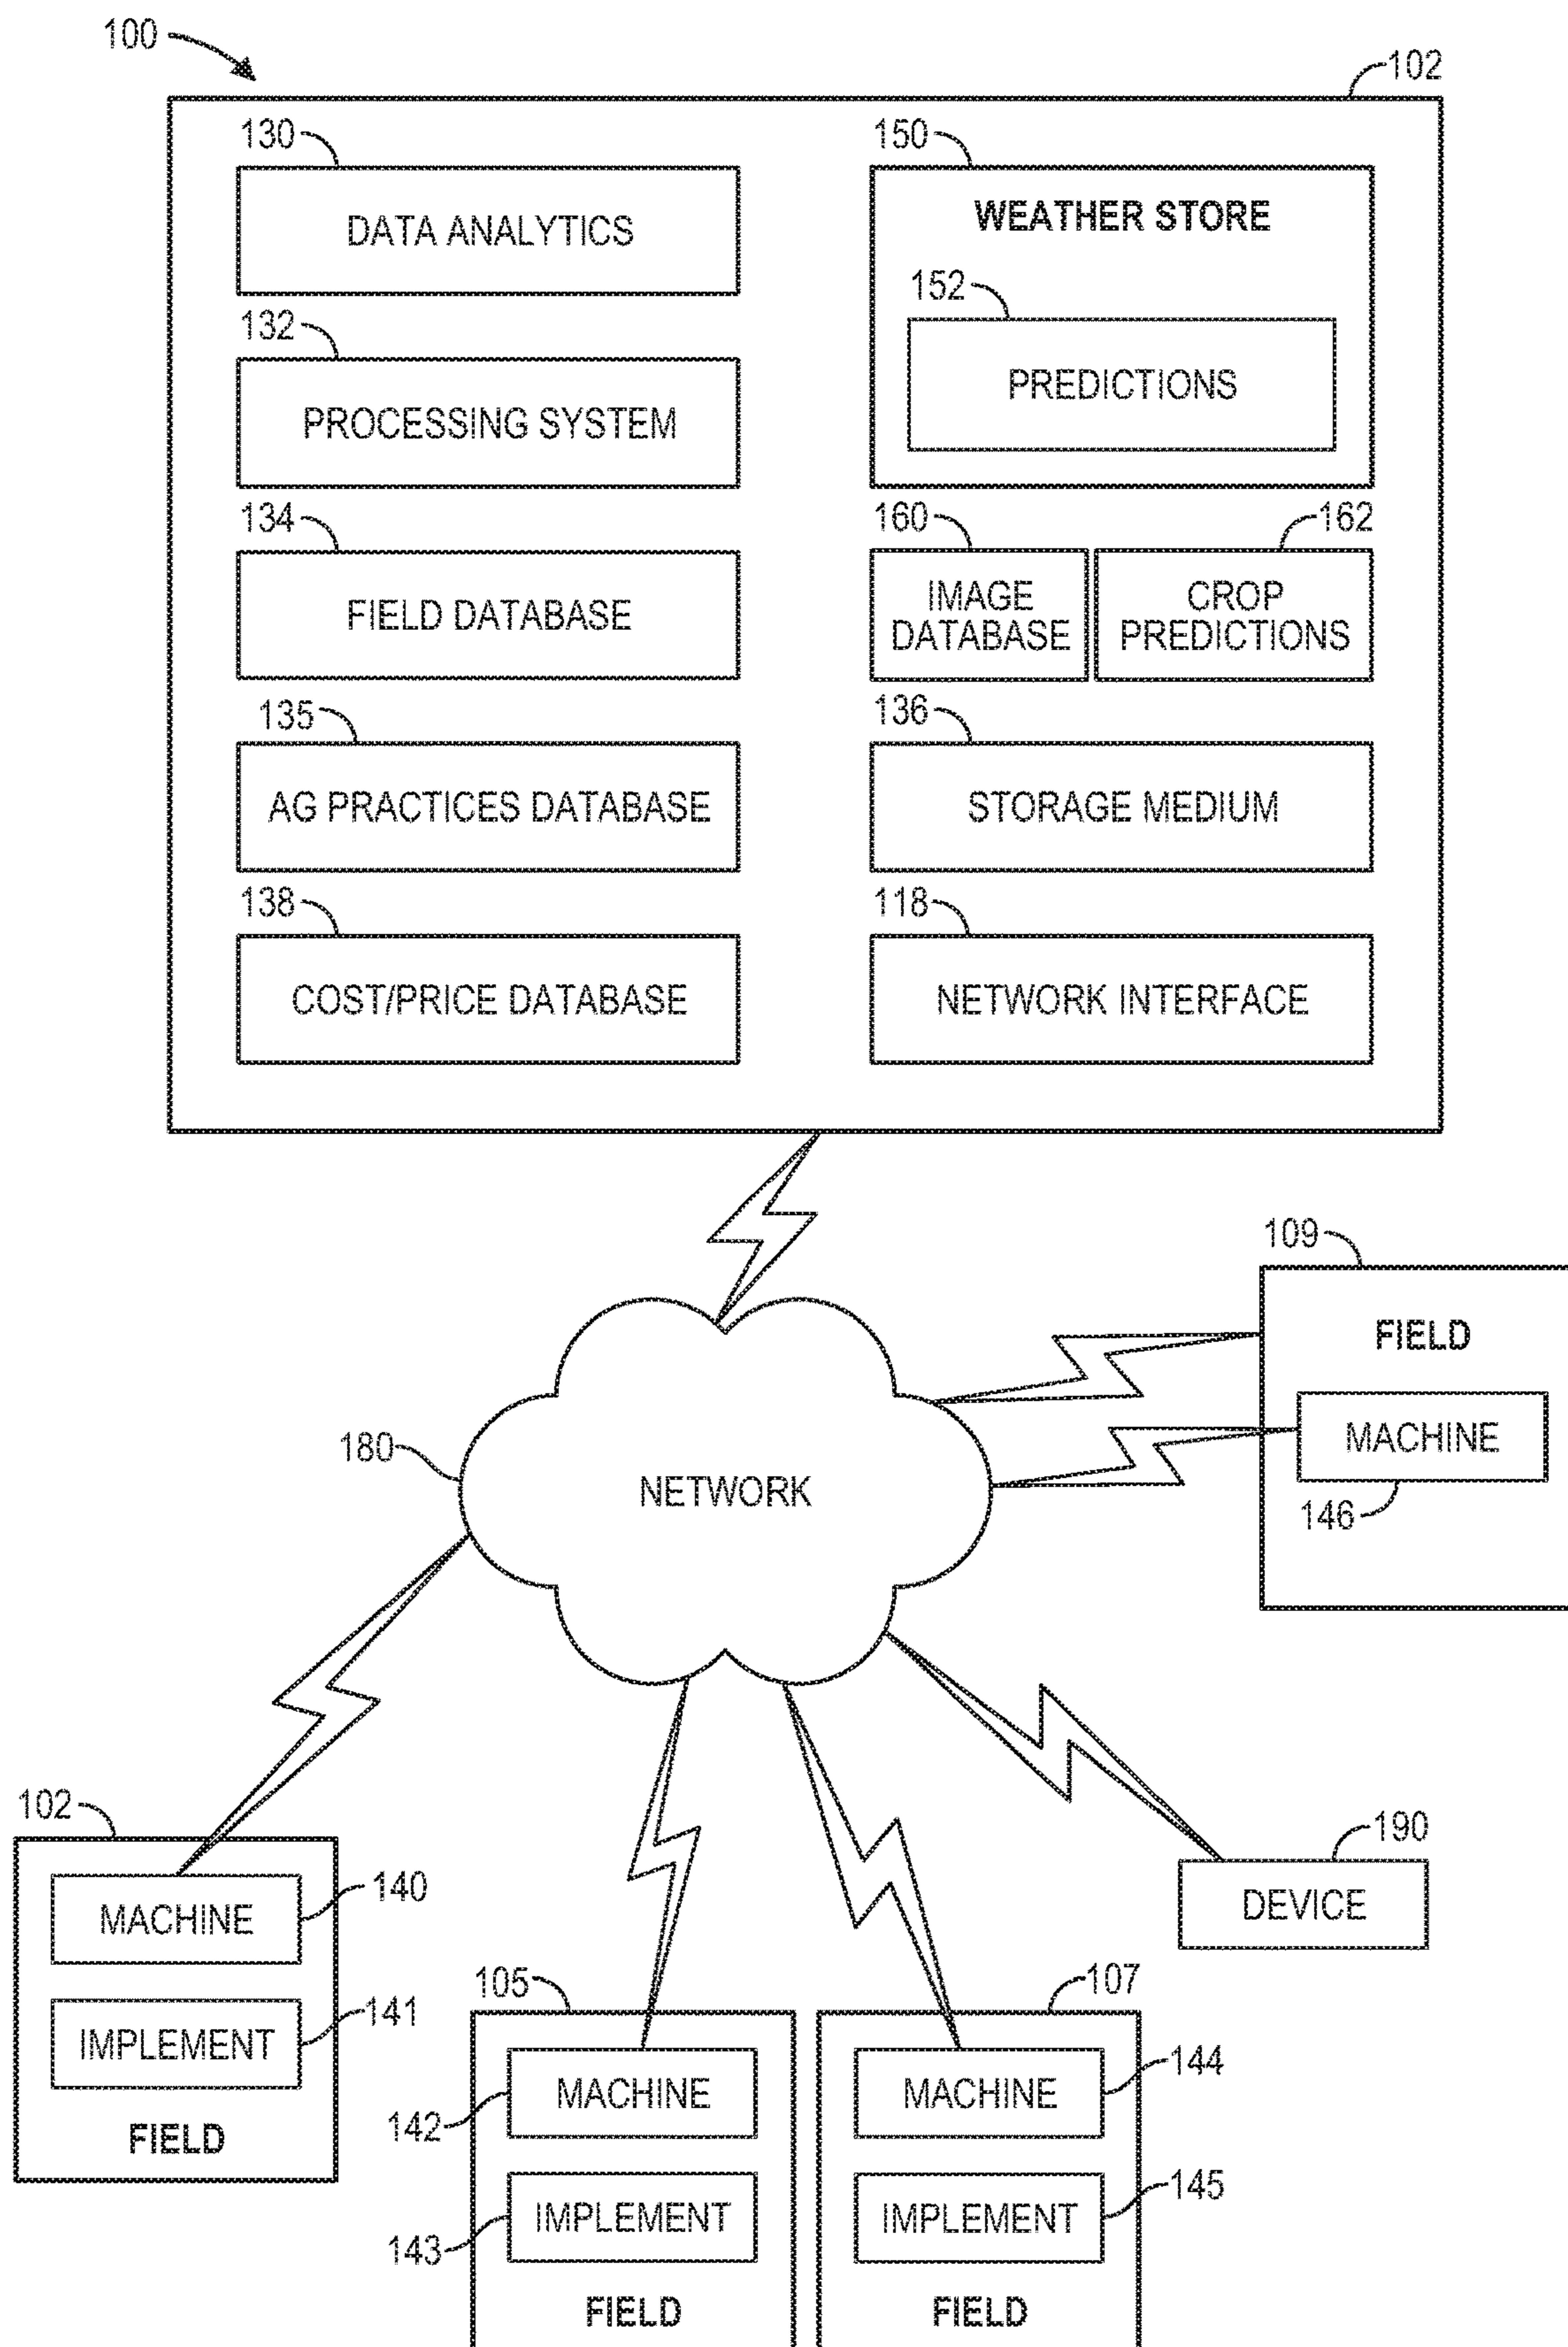 100
102
130
150
DATA ANALYTICS
WEATHER STORE
152
PREDICTIONS
132
PROCESSING SYSTEM
134
160
162
FIELD DATABASE
IMAGE
DATABASE
CROP
PREDICTIONS
135
136
AG PRACTICES DATABASE
STORAGE MEDIUM
138
118
COST/PRICE DATABASE
NETWORK INTERFACE
109
FIELD
MACHINE
146
180
NETWORK
102
MACHINE
140
IMPLEMENT
141
FIELD
190
DEVICE
105
MACHINE
142
IMPLEMENT
143
FIELD
107
MACHINE
144
IMPLEMENT
145
FIELD